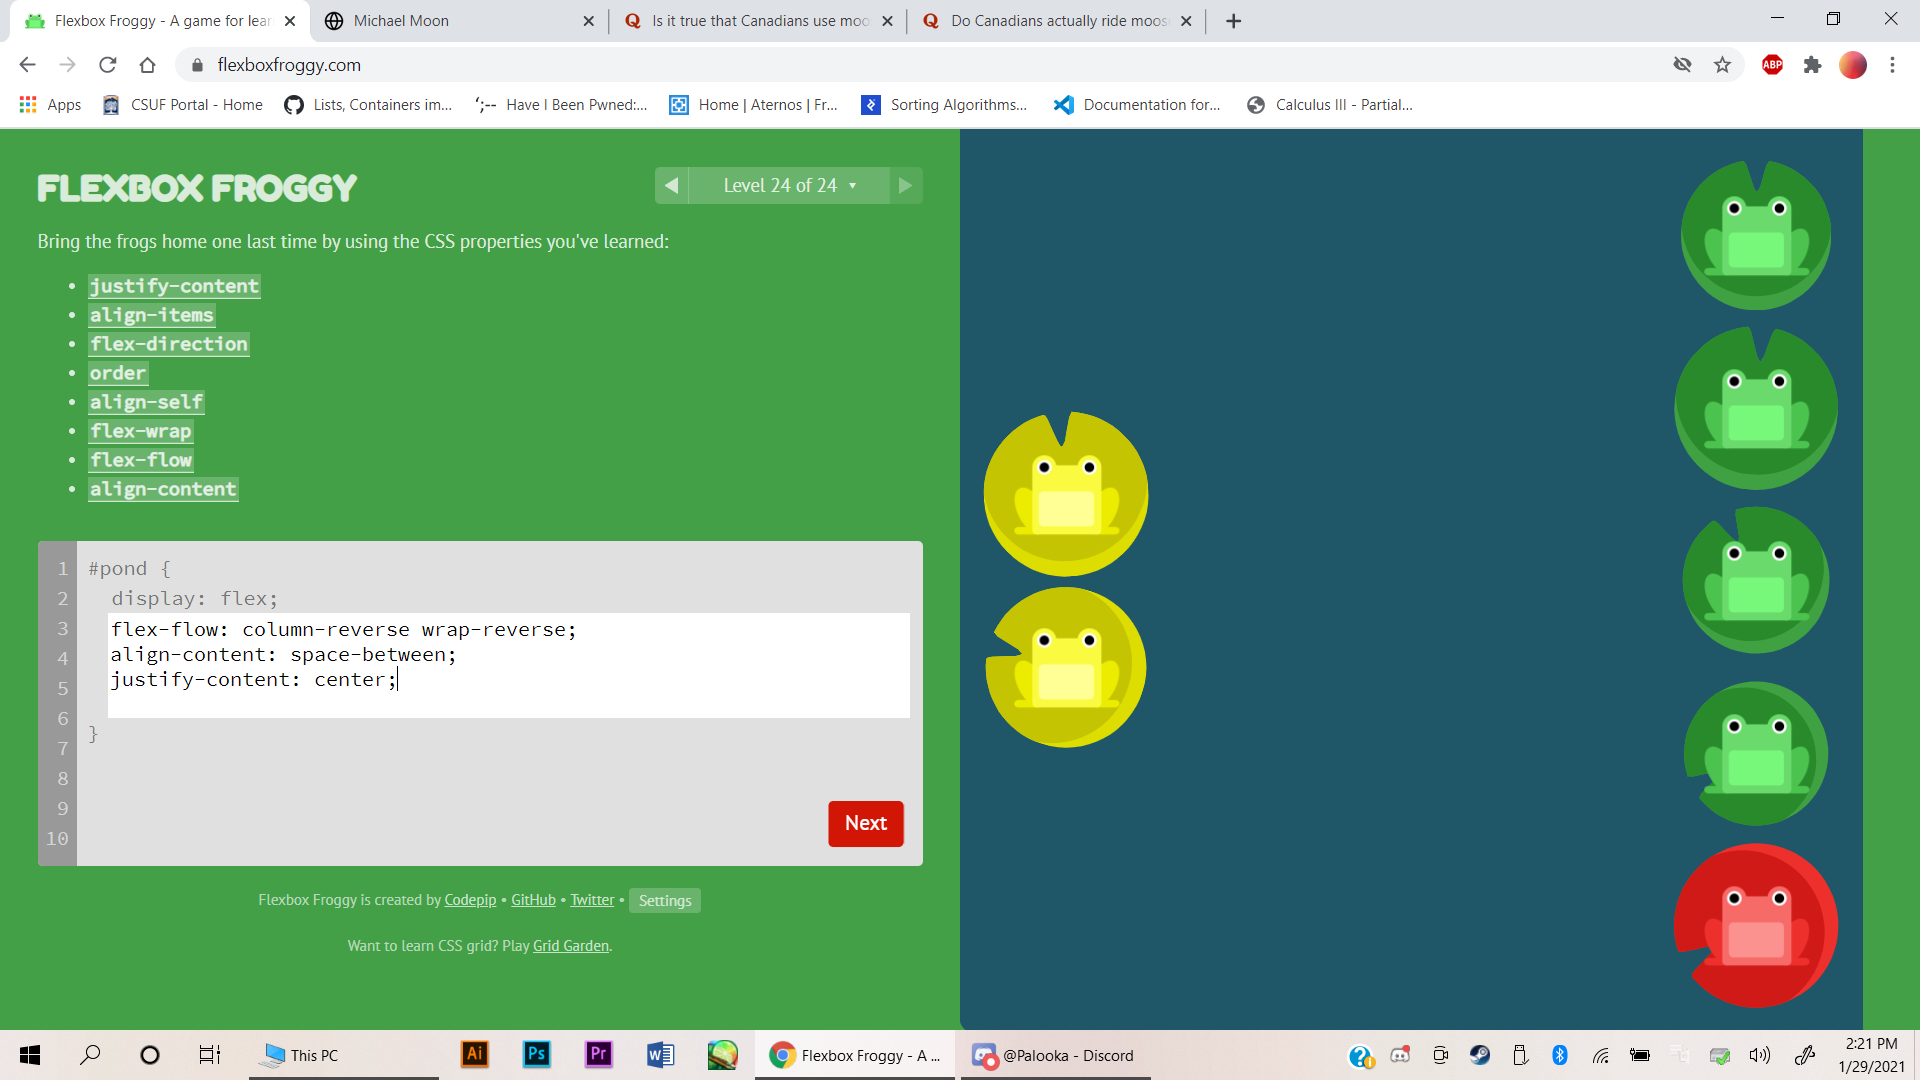 Flexbox Froggy - A game for lear
Michael Moon
Is it true that Canadians use moo
Do Canadians actually ride moos
flexboxfroggy.com
ABP
Apps
CSUF Portal - Home
Lists, Containers im...
';--
Have I Been Pwned:...
Home | Aternos | Fr...
Sorting Algorithms...
Documentation for...
Calculus III - Partial...
FLEXBOX FROGGY
Level 24 of 24
Bring the frogs home one last time by using the CSS properties you've learned:
justify-content
align-items
flex-direction
order
align-self
flex-wrap
flex-flow
align-content
1 #pond {
2 display: flex;
3 flex-flow: column-reverse wrap-reverse;
4 align-content: space-between;
5 justify-content: center;
6
7 }
8
9
10
Next
Flexbox Froggy is created by Codepip • GitHub • Twitter • Settings
Want to learn CSS grid? Play Grid Garden.
This PC
Ai
Ps
Pr
W
Flexbox Froggy - A ...
@Palooka - Discord
2:21 PM
1/29/2021